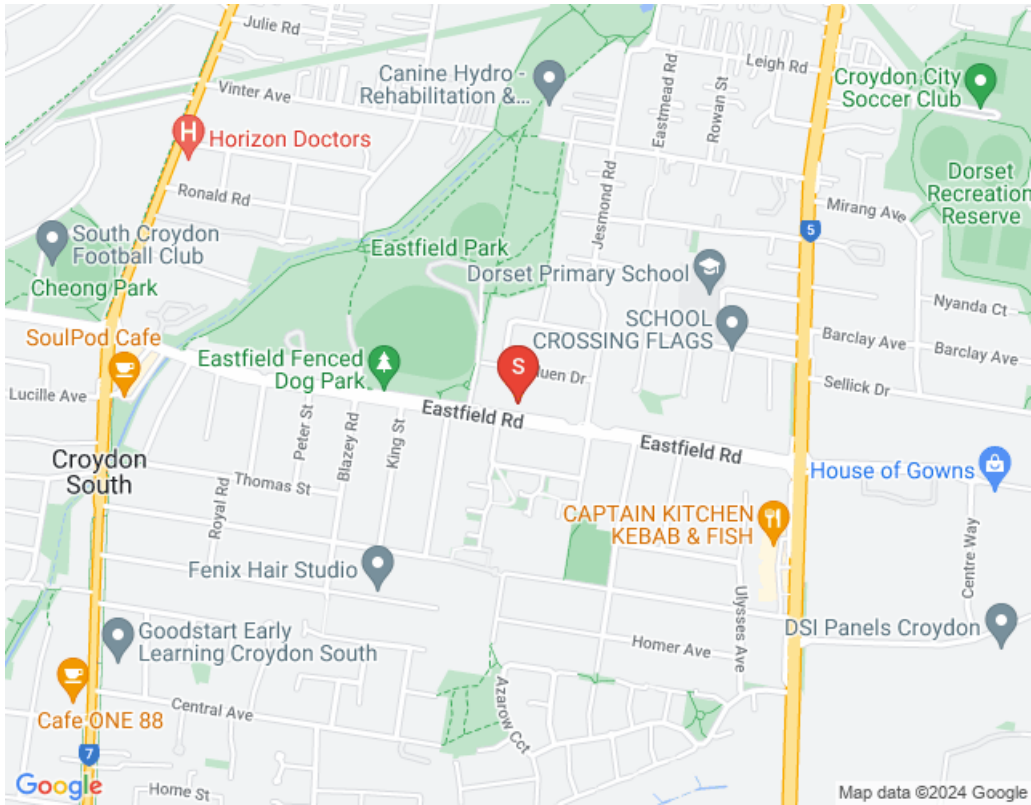 Julie Rd
Leigh Rd
Canine Hydro -
Rehabilitation &...
Croydon City
Soccer Club
Vinter Ave
Eastmead Rd
Rowan St
H
Horizon Doctors
Dorset
Recreation
Reserve
Ronald Rd
Mirang Ave
Jesmond Rd
5
South Croydon
Football Club
Eastfield Park
Dorset Primary School
Cheong Park
Nyanda Ct
SCHOOL
CROSSING FLAGS
SoulPod Cafe
Barclay Ave
Barclay Ave
Eastfield Fenced
Dog Park
S
uen Dr
Sellick Dr
Lucille Ave
Eastfield Rd
Peter St
Blazey Rd
King St
Eastfield Rd
Croydon
South
House of Gowns
Thomas St
Royal Rd
CAPTAIN KITCHEN
KEBAB & FISH
Centre Way
Fenix Hair Studio
Ulysses Ave
Goodstart Early
Learning Croydon South
Homer Ave
DSI Panels Croydon
Azarow Cct
Cafe ONE 88
Central Ave
7
Google
Home St
Map data ©2024 Google